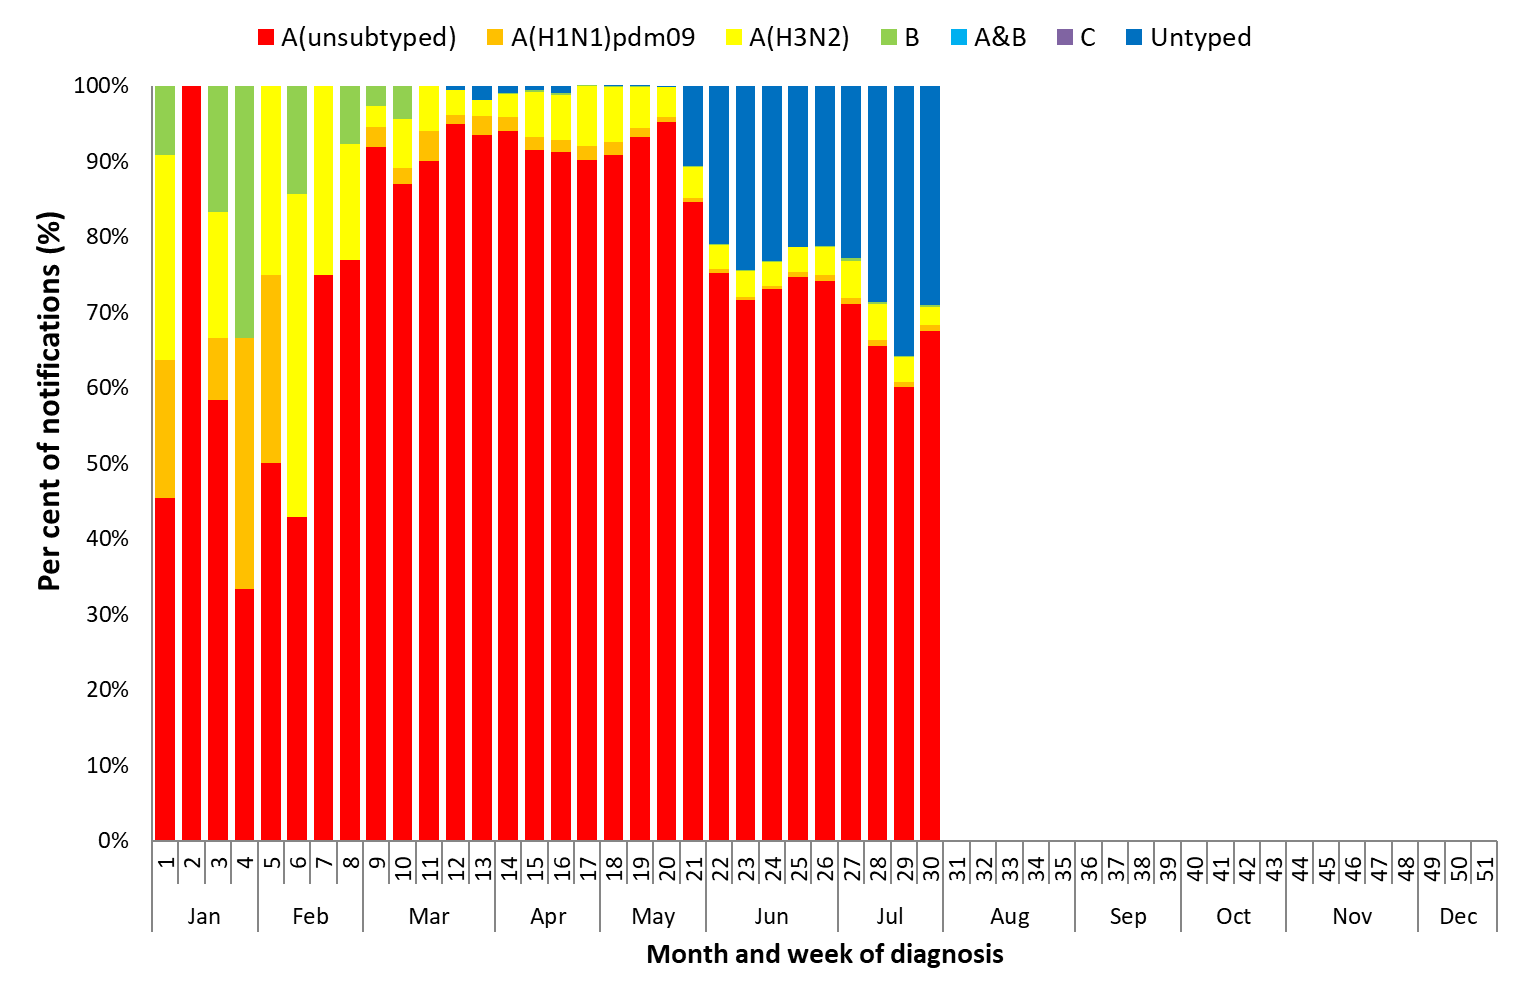 A(unsubtyped) A(H1N1)pdm09 A(H3N2) B A&B C Untyped
Per cent of notifications (%)
100%
90%
80%
70%
60%
50%
40%
30%
20%
10%
0%
1 2 3 4 5 6 7 8 9 10 11 12 13 14 15 16 17 18 19 20 21 22 23 24 25 26 27 28 29 30 31 32 33 34 35 36 37 38 39 40 41 42 43 44 45 46 47 48 49 50 51
Jan Feb Mar Apr May Jun Jul Aug Sep Oct Nov Dec
Month and week of diagnosis